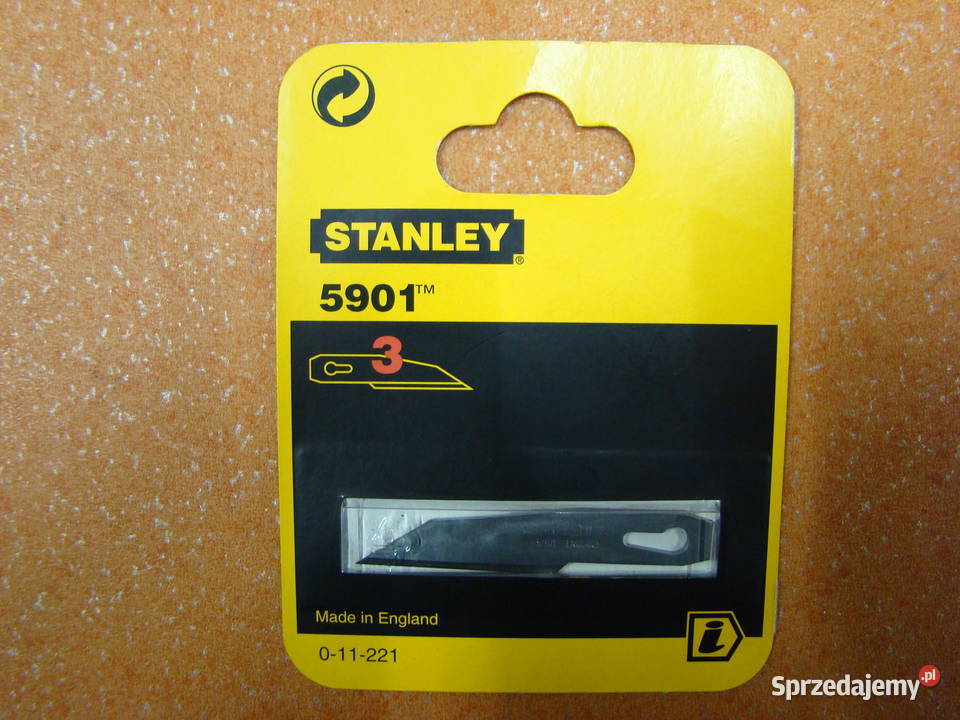 STANLEY®
5901™
3
Made in England
0-11-221
i
Sprzedajemy.pl